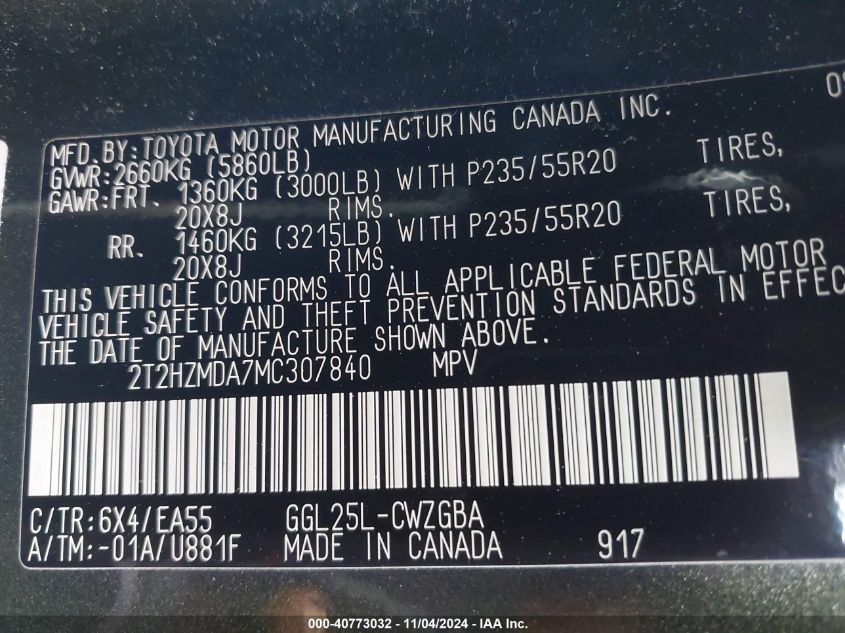 09
MFD.BY:TOYOTA MOTOR MANUFACTURING CANADA INC.
GVWR:2660KG (5860LB)
GAWR:FRT. 1360KG (3000LB) WITH P235/55R20 TIRES,
20X8J RIMS.
RR. 1460KG (3215LB) WITH P235/55R20 TIRES,
20X8J RIMS.
THIS VEHICLE CONFORMS TO ALL APPLICABLE FEDERAL MOTOR
VEHICLE SAFETY AND THEFT PREVENTION STANDARDS IN EFFEC
THE DATE OF MANUFACTURE SHOWN ABOVE.
2T2HZMDA7MC307840 MPV
C/TR:6X4/EA55 GGL25L-CWZGBA
A/TM:-01A/U881F MADE IN CANADA 917
000-40773032 - 11/04/2024 - IAA Inc.